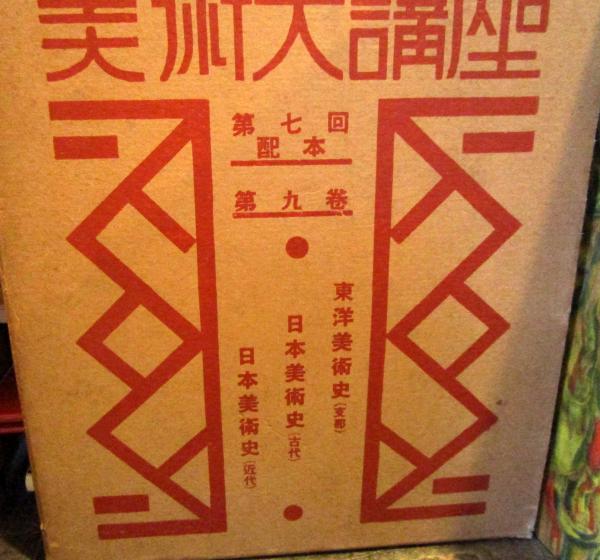 美術大講座
第七回
配本
第九卷
東洋美術史(支那)
日本美術史(古代)
日本美術史(近代)